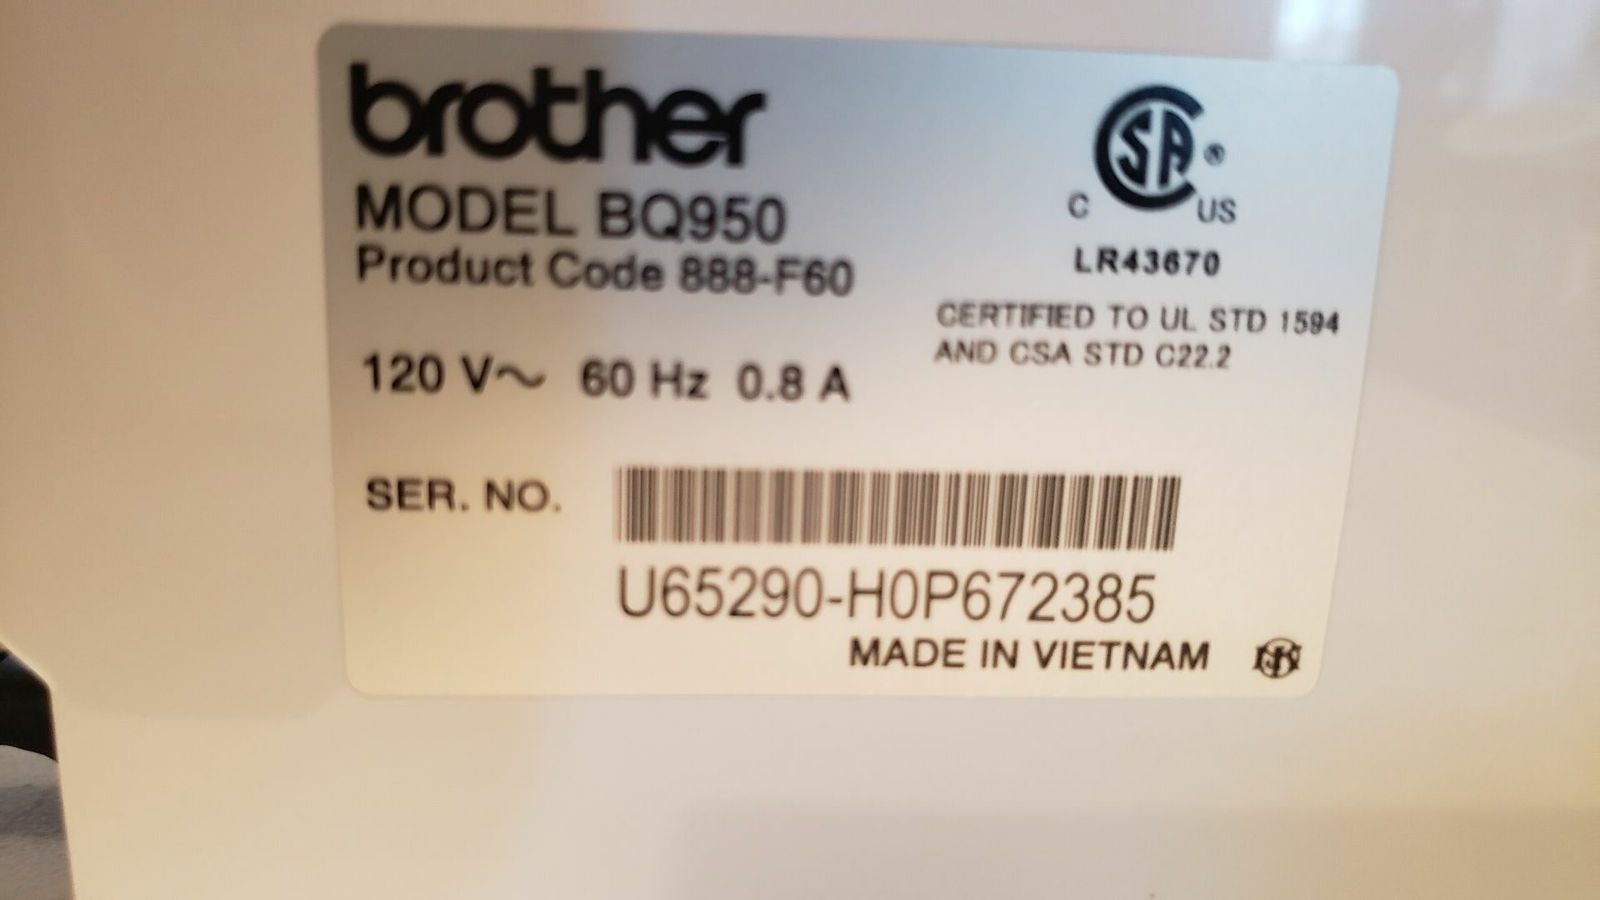 brother
MODEL BQ950
Product Code 888-F60
120 V~ 60 Hz 0.8 A
CSA®
C US
LR43670
CERTIFIED TO UL STD 1594
AND CSA STD C22.2
SER. NO.
U65290-H0P672385
MADE IN VIETNAM